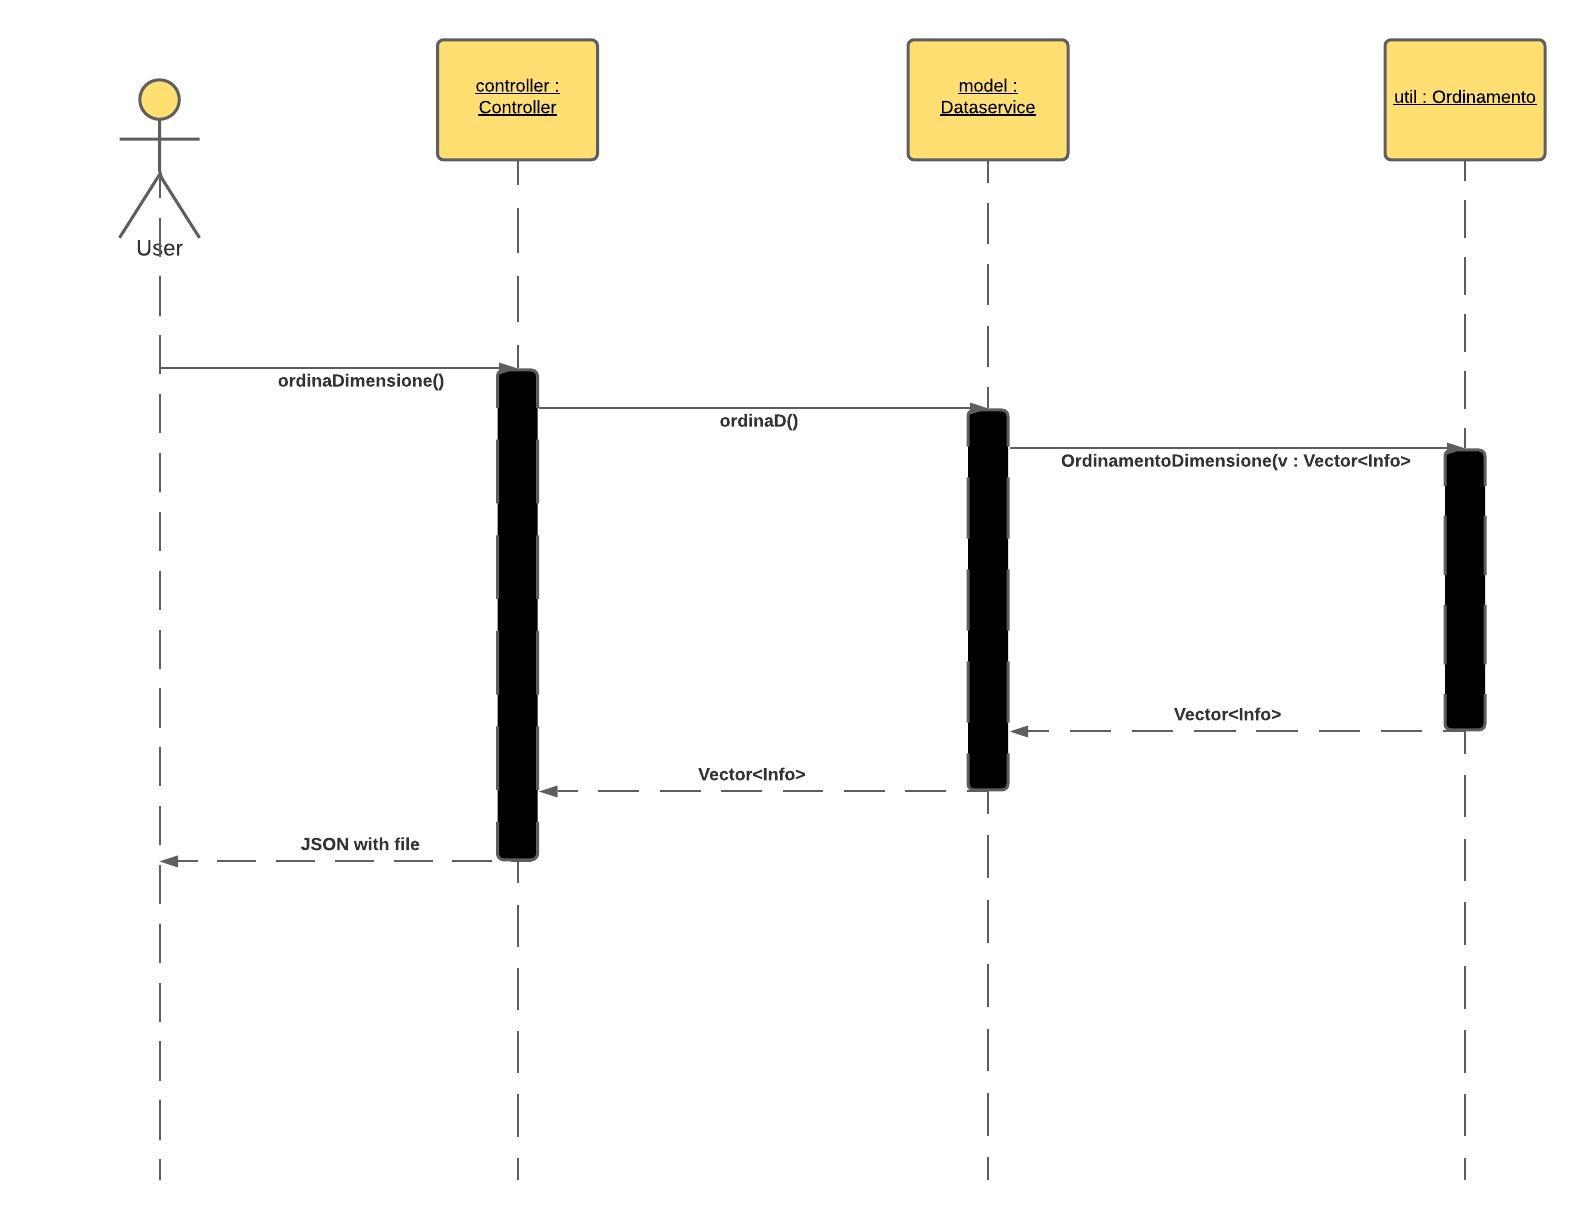 controller :
Controller
model :
Dataservice
util : Ordinamento
User
ordinaDimensione()
ordinaD()
OrdinamentoDimensione(v : Vector<Info>
Vector<Info>
Vector<Info>
JSON with file